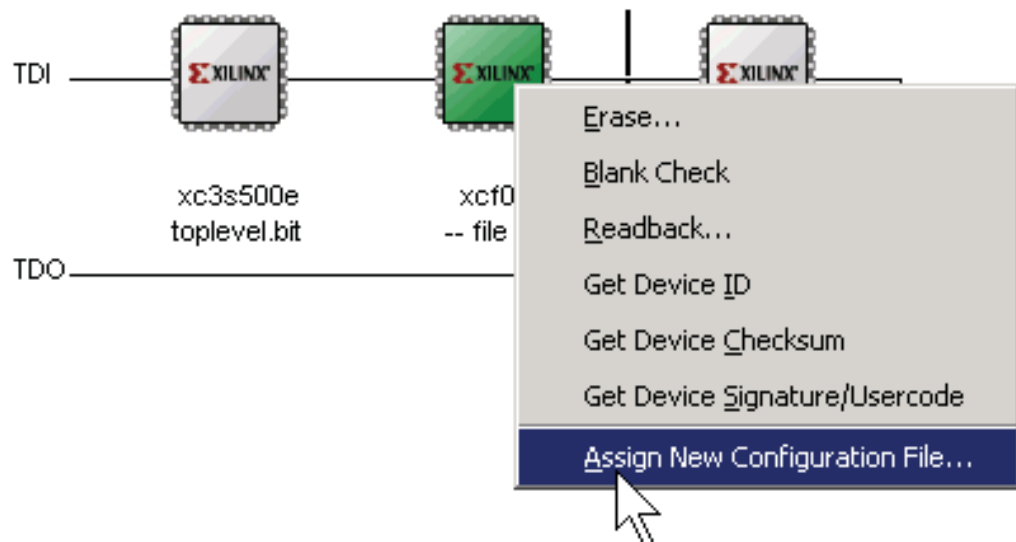 TDI
XILINX
XILINX
XILINX
xc3s500e
toplevel.bit
xcf0
-- file
TDO
Erase...
Blank Check
Readback...
Get Device ID
Get Device Checksum
Get Device Signature/Usercode
Assign New Configuration File...